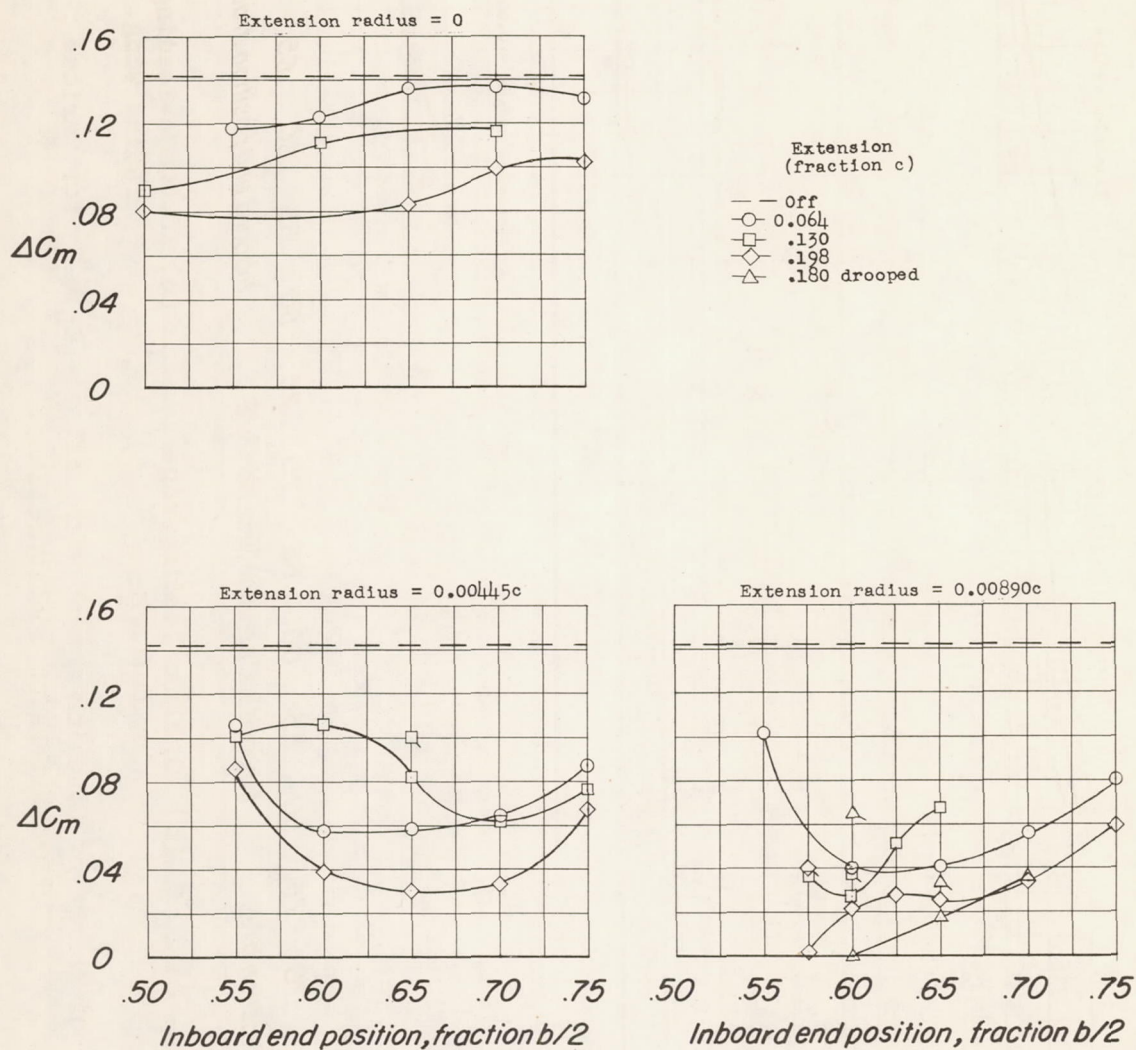 Extension radius = 0
.16
.12
.08
ΔCm
.04
0
Extension
(fraction c)
Off
0.064
.130
.198
.180 drooped
Extension radius = 0.00445c
.16
.12
.08
ΔCm
.04
0
.50 .55 .60 .65 .70 .75
Inboard end position, fraction b/2
Extension radius = 0.00890c
.50 .55 .60 .65 .70 .75
Inboard end position, fraction b/2